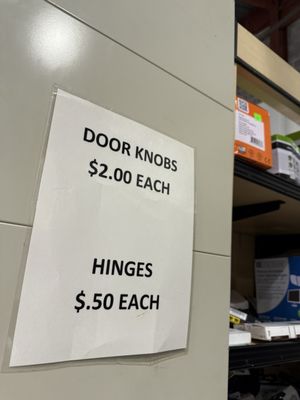 DOOR KNOBS
$2.00 EACH
HINGES
$.50 EACH